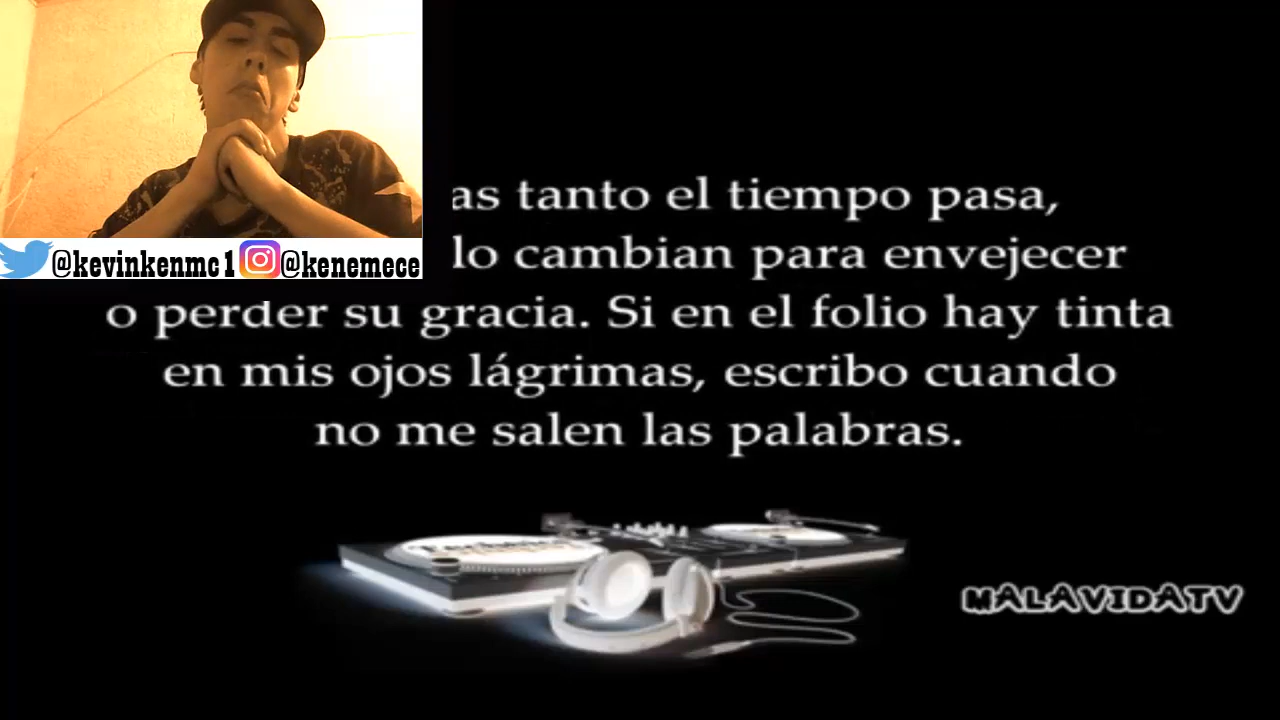 as tanto el tiempo pasa,
lo cambian para envejecer
@kevinkenmc1 @kenemece
o perder su gracia. Si en el folio hay tinta
en mis ojos lágrimas, escribo cuando
no me salen las palabras.
MALAVIDATV